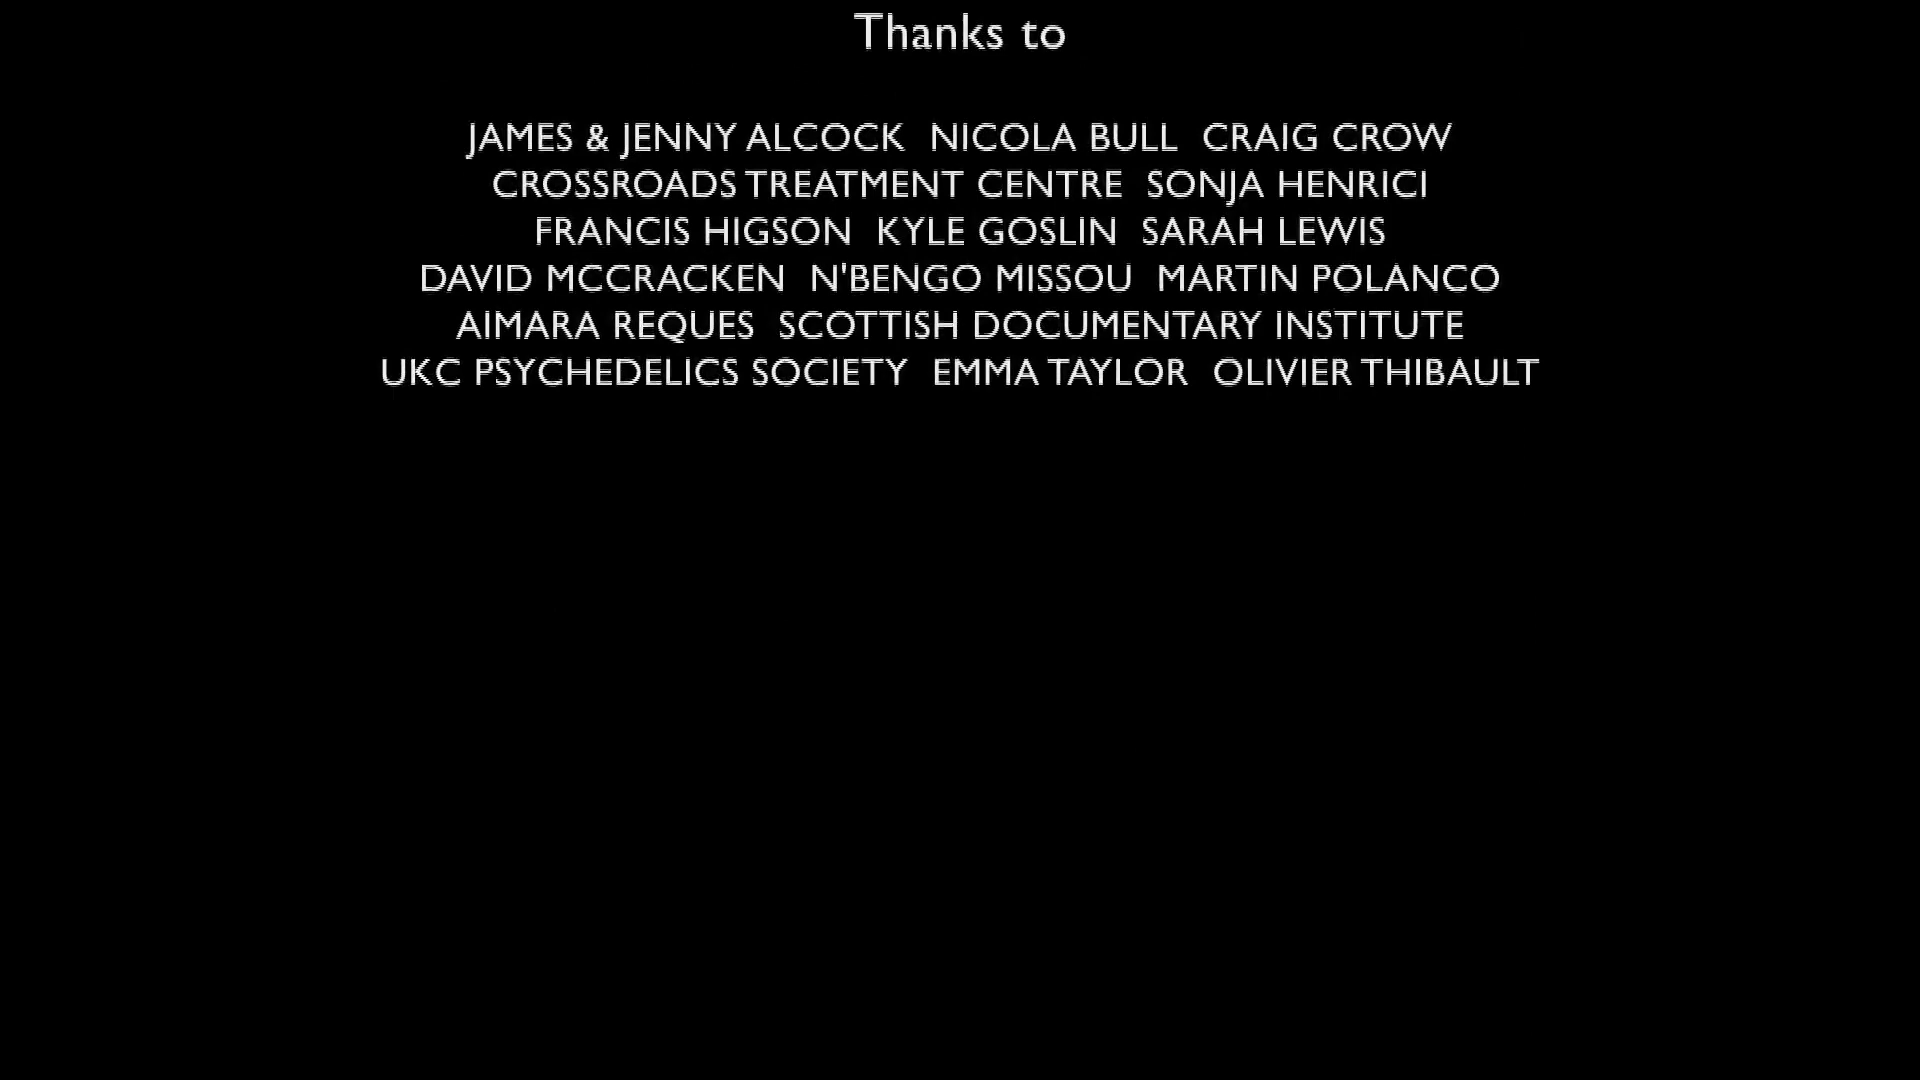 Thanks to
JAMES & JENNY ALCOCK  NICOLA BULL  CRAIG CROW
CROSSROADS TREATMENT CENTRE  SONJA HENRICI
FRANCIS HIGSON  KYLE GOSLIN  SARAH LEWIS
DAVID MCCRACKEN  N'BENGO MISSOU  MARTIN POLANCO
AIMARA REQUES  SCOTTISH DOCUMENTARY INSTITUTE
UKC PSYCHEDELICS SOCIETY  EMMA TAYLOR  OLIVIER THIBAULT